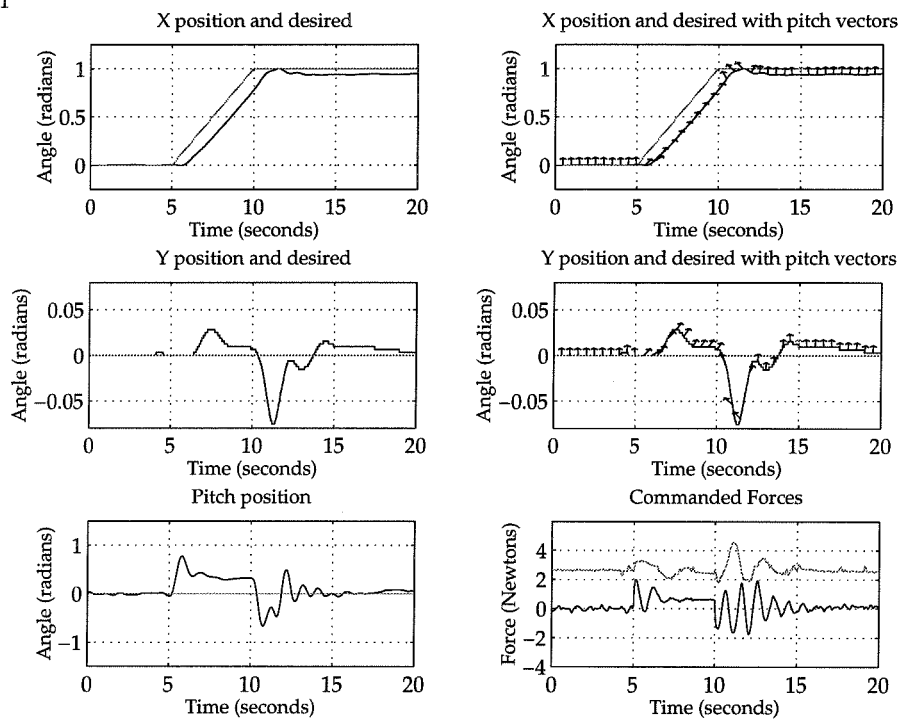 1
X position and desired
Angle (radians)
1
0.5
0
0 5 10 15 20
Time (seconds)
X position and desired with pitch vectors
Angle (radians)
1
0.5
0
0 5 10 15 20
Time (seconds)
Y position and desired
Angle (radians)
0.05
0
−0.05
0 5 10 15 20
Time (seconds)
Y position and desired with pitch vectors
Angle (radians)
0.05
0
−0.05
0 5 10 15 20
Time (seconds)
Pitch position
Angle (radians)
1
0
−1
0 5 10 15 20
Time (seconds)
Commanded Forces
Force (Newtons)
4
2
0
−2
−4
0 5 10 15 20
Time (seconds)